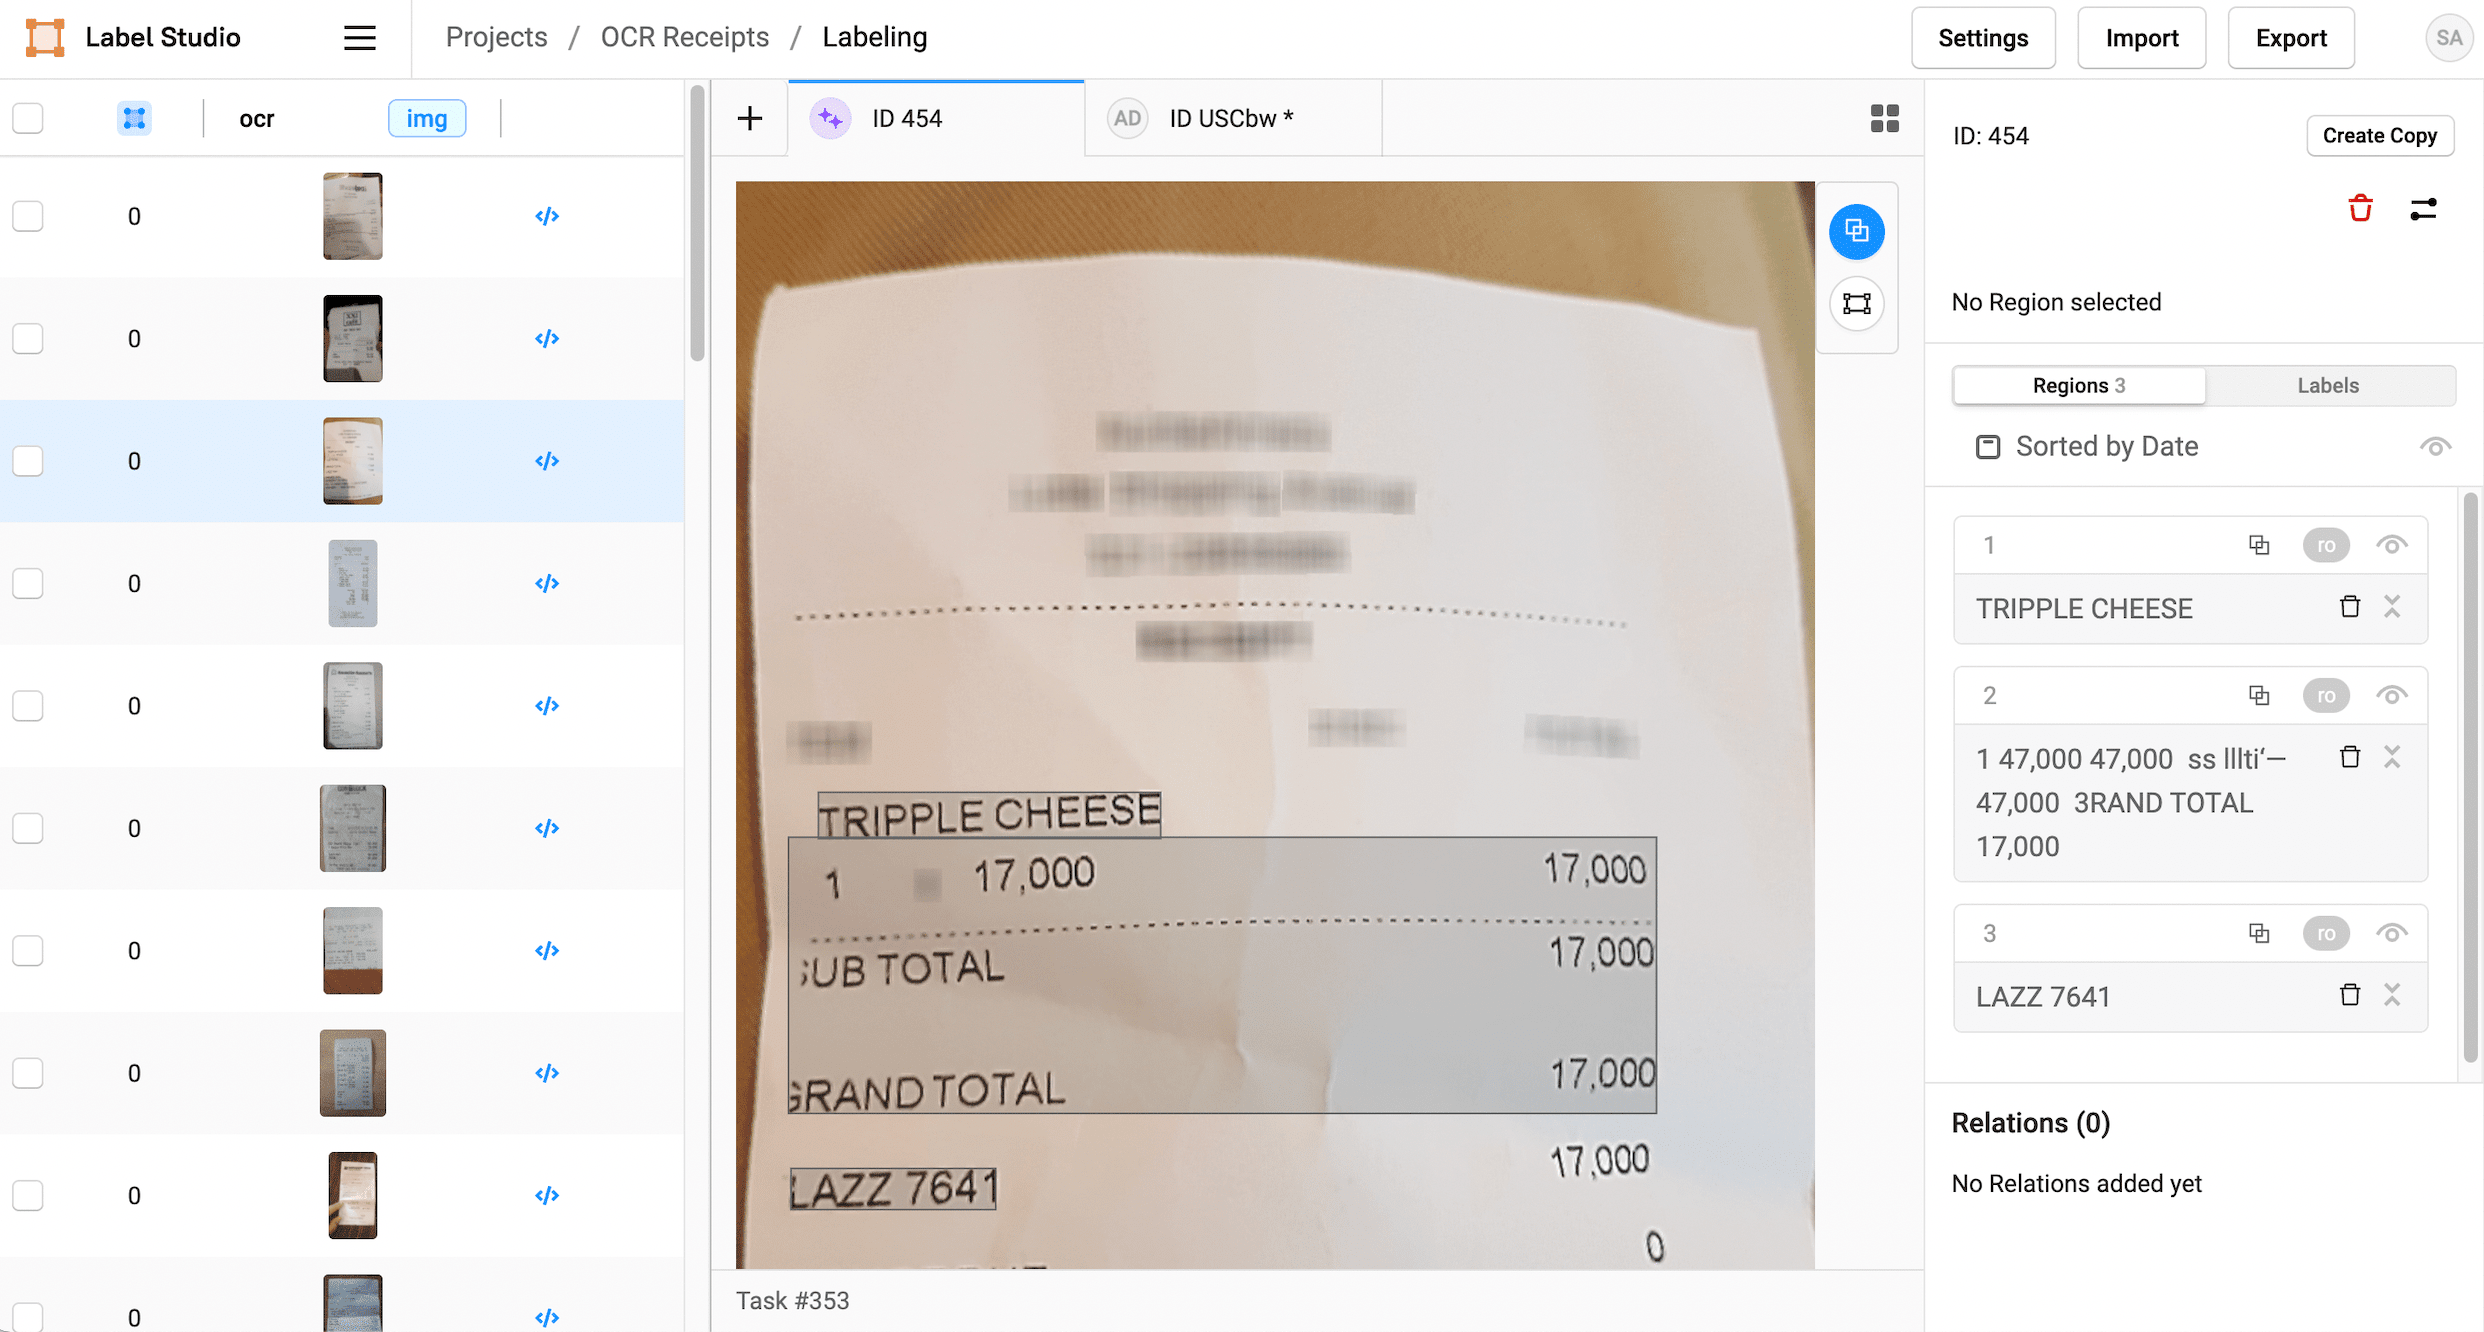 Label Studio
Projects / OCR Receipts / Labeling
Settings
Import
Export
SA
ocr
img
0
0
0
0
0
0
0
0
0
0
ID 454
AD
ID USCbw *
TRIPPLE CHEESE
1 17,000 17,000
SUB TOTAL 17,000
GRAND TOTAL 17,000
17,000
LAZZ 7641
0
Task #353
ID: 454
Create Copy
No Region selected
Regions 3
Labels
Sorted by Date
1 ro
TRIPPLE CHEESE
2 ro
1 47,000 47,000 ss lllti‘—
47,000 3RAND TOTAL
17,000
3 ro
LAZZ 7641
Relations (0)
No Relations added yet